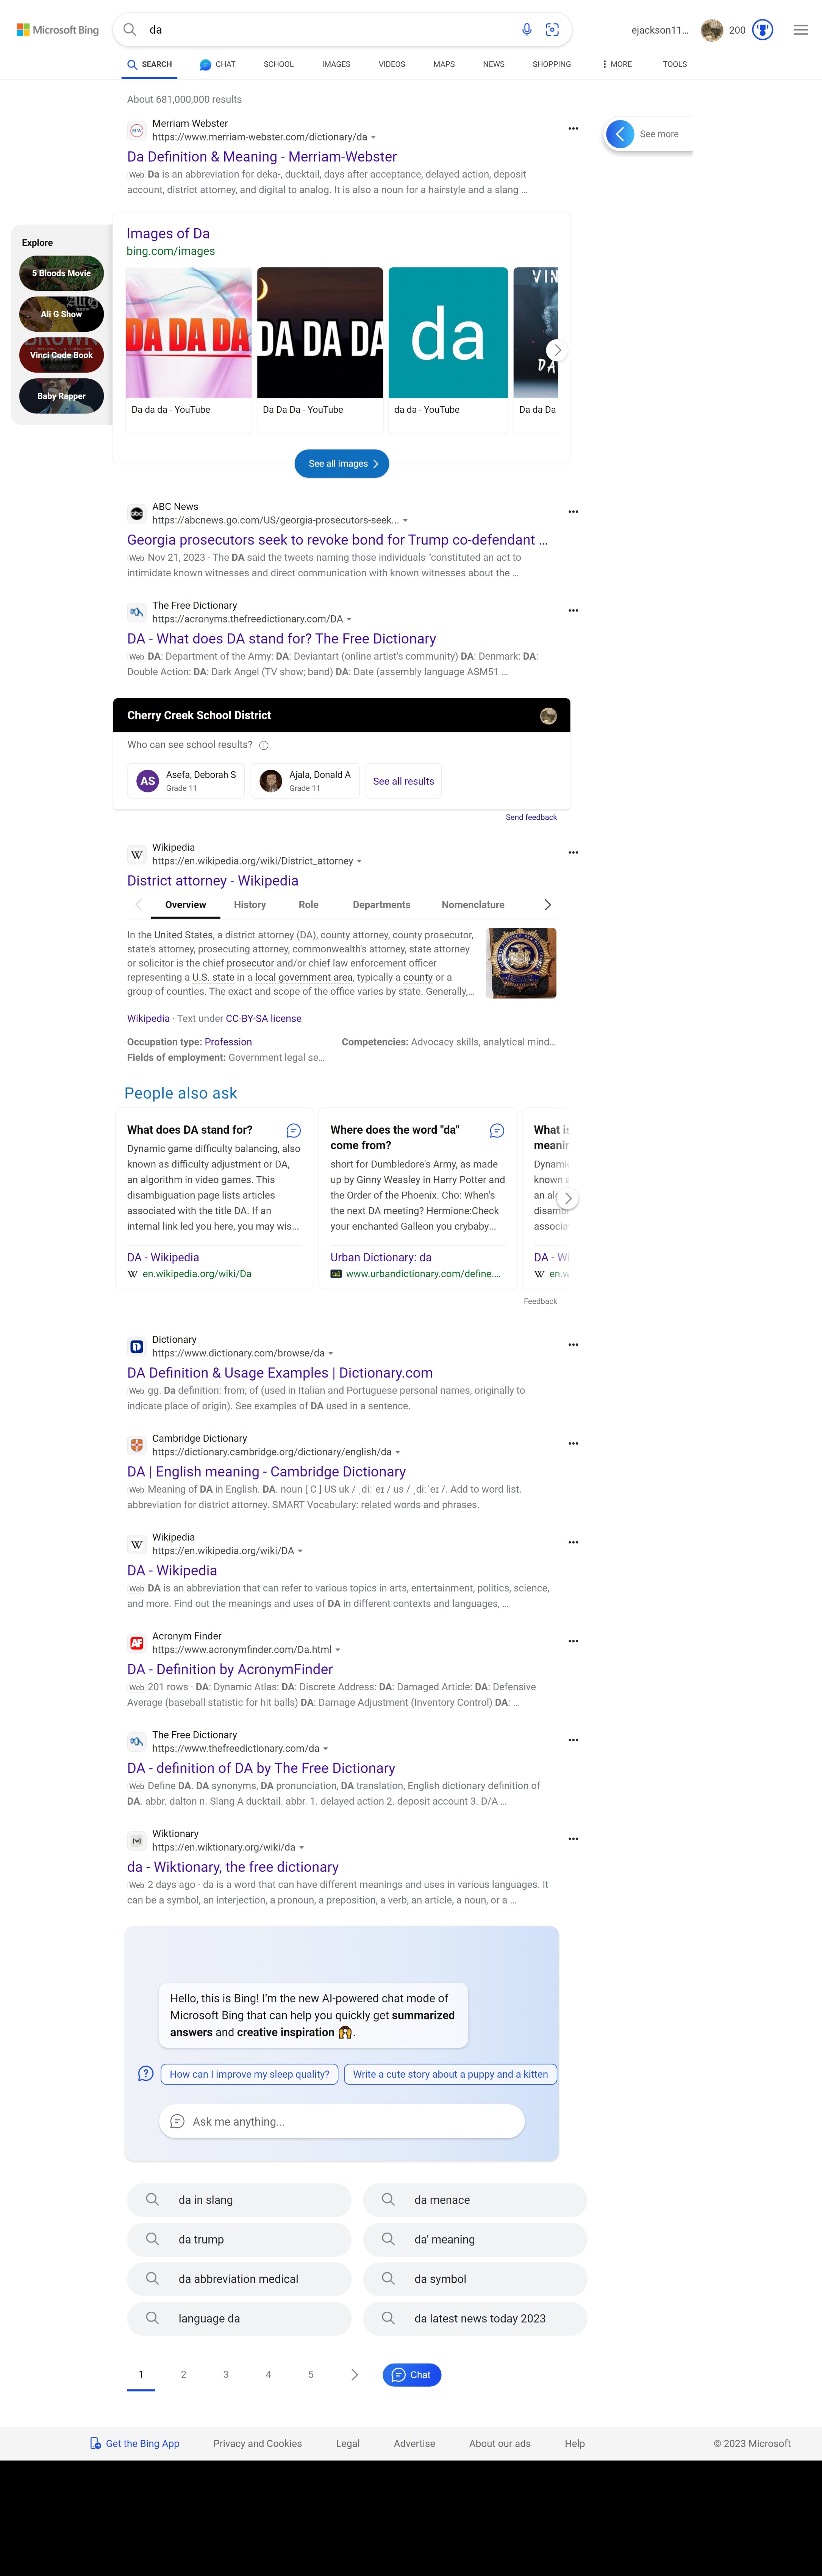 Microsoft Bing
da
ejackson11...
200
SEARCH
CHAT
SCHOOL
IMAGES
VIDEOS
MAPS
NEWS
SHOPPING
MORE
TOOLS
About 681,000,000 results
Merriam Webster
https://www.merriam-webster.com/dictionary/da
Da Definition & Meaning - Merriam-Webster
Web Da is an abbreviation for deka-, ducktail, days after acceptance, delayed action, deposit
account, district attorney, and digital to analog. It is also a noun for a hairstyle and a slang ...
See more
Explore
5 Bloods Movie
Ali G Show
Vinci Code Book
Baby Rapper
Images of Da
bing.com/images
DA DA DA
DA DA DA
da
VIN
DA
Da da da - YouTube
Da Da Da - YouTube
da da - YouTube
Da da Da
See all images
abc
ABC News
https://abcnews.go.com/US/georgia-prosecutors-seek...
Georgia prosecutors seek to revoke bond for Trump co-defendant ...
Web Nov 21, 2023 · The DA said the tweets naming those individuals "constituted an act to
intimidate known witnesses and direct communication with known witnesses about the ...
The Free Dictionary
https://acronyms.thefreedictionary.com/DA
DA - What does DA stand for? The Free Dictionary
Web DA: Department of the Army: DA: Deviantart (online artist's community) DA: Denmark: DA:
Double Action: DA: Dark Angel (TV show; band) DA: Date (assembly language ASM51 ...
Cherry Creek School District
Who can see school results?
AS
Asefa, Deborah S
Grade 11
Ajala, Donald A
Grade 11
See all results
Send feedback
W
Wikipedia
https://en.wikipedia.org/wiki/District_attorney
District attorney - Wikipedia
Overview
History
Role
Departments
Nomenclature
In the United States, a district attorney (DA), county attorney, county prosecutor,
state's attorney, prosecuting attorney, commonwealth's attorney, state attorney
or solicitor is the chief prosecutor and/or chief law enforcement officer
representing a U.S. state in a local government area, typically a county or a
group of counties. The exact and scope of the office varies by state. Generally,...
Wikipedia · Text under CC-BY-SA license
Occupation type: Profession
Competencies: Advocacy skills, analytical mind...
Fields of employment: Government legal se...
People also ask
What does DA stand for?
Dynamic game difficulty balancing, also
known as difficulty adjustment or DA,
an algorithm in video games. This
disambiguation page lists articles
associated with the title DA. If an
internal link led you here, you may wis...
DA - Wikipedia
W en.wikipedia.org/wiki/Da
Where does the word "da"
come from?
short for Dumbledore's Army, as made
up by Ginny Weasley in Harry Potter and
the Order of the Phoenix. Cho: When's
the next DA meeting? Hermione:Check
your enchanted Galleon you crybaby...
Urban Dictionary: da
www.urbandictionary.com/define....
What is
meanin
Dynamic
known a
an alg
disamb
associa
DA - Wi
W en.w
Feedback
Dictionary
https://www.dictionary.com/browse/da
DA Definition & Usage Examples | Dictionary.com
Web gg. Da definition: from; of (used in Italian and Portuguese personal names, originally to
indicate place of origin). See examples of DA used in a sentence.
Cambridge Dictionary
https://dictionary.cambridge.org/dictionary/english/da
DA | English meaning - Cambridge Dictionary
Web Meaning of DA in English. DA. noun [ C ] US uk / ˌdiːˈeɪ / us / ˌdiːˈeɪ /. Add to word list.
abbreviation for district attorney. SMART Vocabulary: related words and phrases.
W
Wikipedia
https://en.wikipedia.org/wiki/DA
DA - Wikipedia
Web DA is an abbreviation that can refer to various topics in arts, entertainment, politics, science,
and more. Find out the meanings and uses of DA in different contexts and languages, ...
AF
Acronym Finder
https://www.acronymfinder.com/Da.html
DA - Definition by AcronymFinder
Web 201 rows · DA: Dynamic Atlas: DA: Discrete Address: DA: Damaged Article: DA: Defensive
Average (baseball statistic for hit balls) DA: Damage Adjustment (Inventory Control) DA: ...
The Free Dictionary
https://www.thefreedictionary.com/da
DA - definition of DA by The Free Dictionary
Web Define DA. DA synonyms, DA pronunciation, DA translation, English dictionary definition of
DA. abbr. dalton n. Slang A ducktail. abbr. 1. delayed action 2. deposit account 3. D/A ...
Wiktionary
https://en.wiktionary.org/wiki/da
da - Wiktionary, the free dictionary
Web 2 days ago · da is a word that can have different meanings and uses in various languages. It
can be a symbol, an interjection, a pronoun, a preposition, a verb, an article, a noun, or a ...
Hello, this is Bing! I'm the new AI-powered chat mode of
Microsoft Bing that can help you quickly get summarized
answers and creative inspiration 🙌.
How can I improve my sleep quality?
Write a cute story about a puppy and a kitten
Ask me anything...
da in slang
da menace
da trump
da' meaning
da abbreviation medical
da symbol
language da
da latest news today 2023
1
2
3
4
5
Chat
Get the Bing App
Privacy and Cookies
Legal
Advertise
About our ads
Help
© 2023 Microsoft